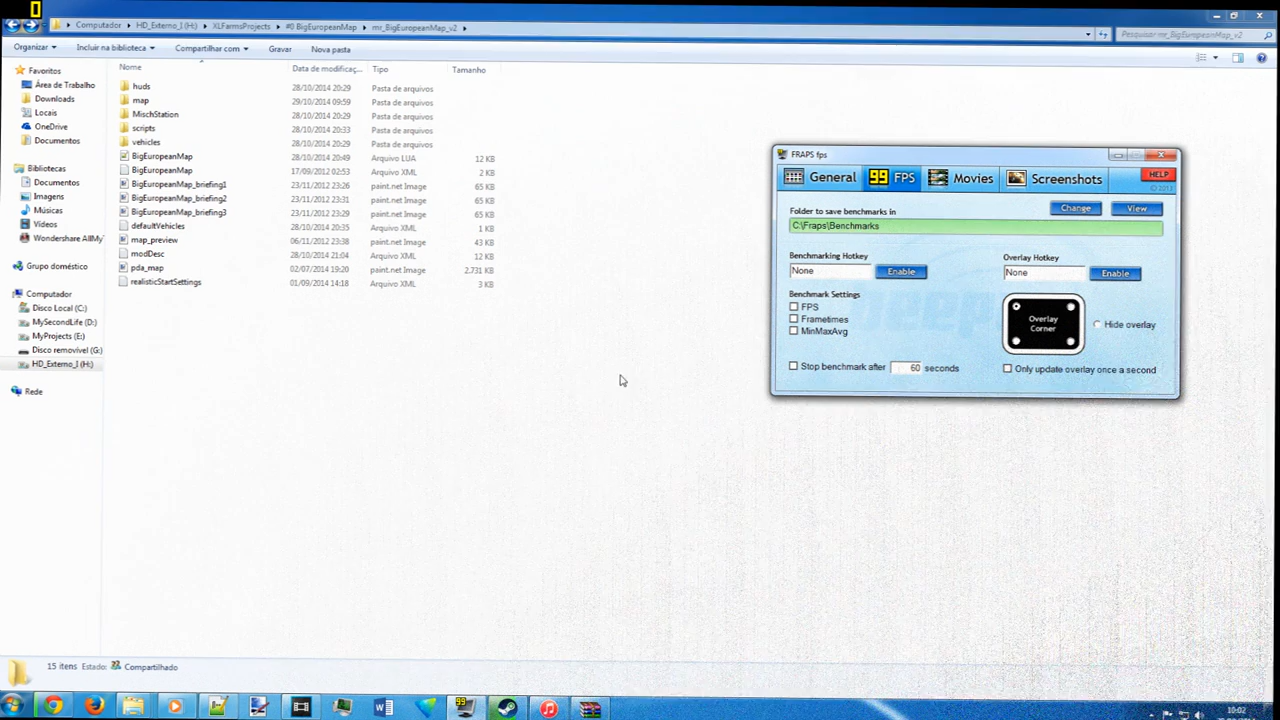 0
Computador ▸ HD_Externo_I (H:) ▸ XLFarmsProjects ▸ #0 BigEuropeanMap ▸ mr_BigEuropeanMap_v2 ▸
Pesquisar mr_BigEuropeanMap_v2
Organizar Incluir na biblioteca Compartilhar com Gravar Nova pasta
Nome Data de modificaç... Tipo Tamanho
Favoritos
Área de Trabalho
Downloads
Locais
OneDrive
Documentos
Bibliotecas
Documentos
Imagens
Músicas
Vídeos
Wondershare AllMy
Grupo doméstico
Computador
Disco Local (C:)
MySecondLife (D:)
MyProjects (E:)
Disco removível (G:)
HD_Externo_I (H:)
Rede
huds 28/10/2014 20:29 Pasta de arquivos
map 29/10/2014 09:59 Pasta de arquivos
MischStation 28/10/2014 20:29 Pasta de arquivos
scripts 28/10/2014 20:33 Pasta de arquivos
vehicles 28/10/2014 20:29 Pasta de arquivos
BigEuropeanMap 28/10/2014 20:49 Arquivo LUA 12 KB
BigEuropeanMap 17/09/2012 02:53 Arquivo XML 2 KB
BigEuropeanMap_briefing1 23/11/2012 23:26 paint.net Image 65 KB
BigEuropeanMap_briefing2 23/11/2012 23:31 paint.net Image 65 KB
BigEuropeanMap_briefing3 23/11/2012 23:29 paint.net Image 65 KB
defaultVehicles 28/10/2014 20:35 Arquivo XML 1 KB
map_preview 06/11/2012 23:38 paint.net Image 43 KB
modDesc 28/10/2014 21:04 Arquivo XML 12 KB
pda_map 02/07/2014 19:20 paint.net Image 2.731 KB
realisticStartSettings 01/09/2014 14:18 Arquivo XML 3 KB
FRAPS fps
General 99 FPS Movies Screenshots HELP
© 2013
Folder to save benchmarks in Change View
C:\Fraps\Benchmarks
Benchmarking Hotkey Overlay Hotkey
None Enable None Enable
Benchmark Settings
FPS
Frametimes
MinMaxAvg
Overlay
Corner
Hide overlay
Stop benchmark after 60 seconds
Only update overlay once a second
15 itens Estado: Compartilhado
99
10:02